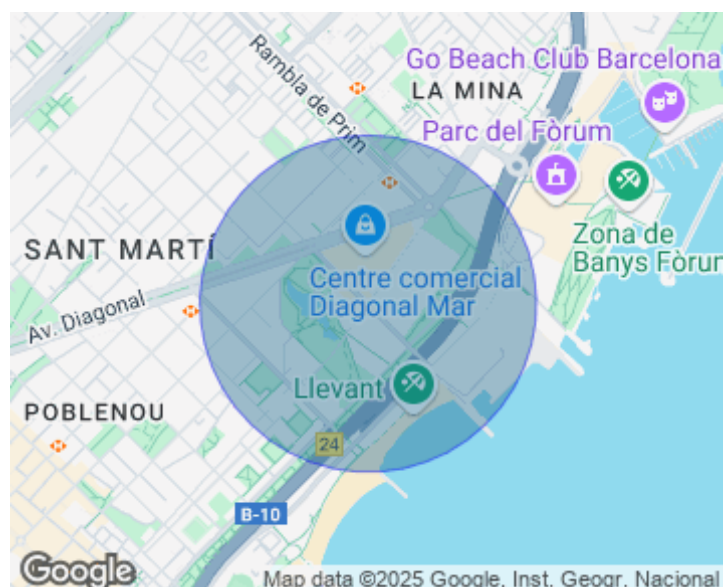 Go Beach Club Barcelona
Rambla de Prim
LA MINA
Parc del Fòrum
SANT MARTÍ
Zona de
Banys Fòrum
Centre comercial
Diagonal Mar
Av. Diagonal
Llevant
POBLENOU
24
B-10
Google
Map data ©2025 Google, Inst. Geogr. Nacional